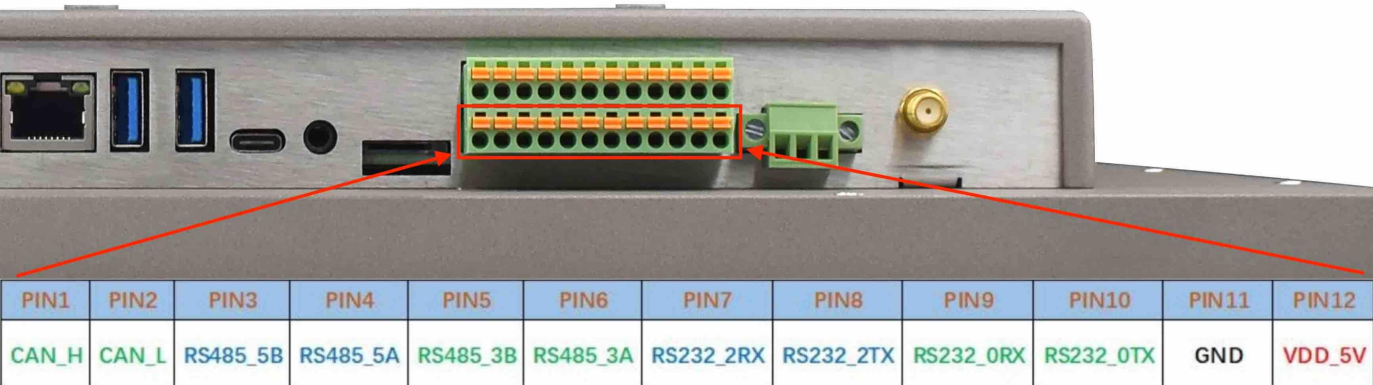 PIN1 PIN2 PIN3 PIN4 PIN5 PIN6 PIN7 PIN8 PIN9 PIN10 PIN11 PIN12
CAN_H CAN_L RS485_5B RS485_5A RS485_3B RS485_3A RS232_2RX RS232_2TX RS232_0RX RS232_0TX GND VDD_5V